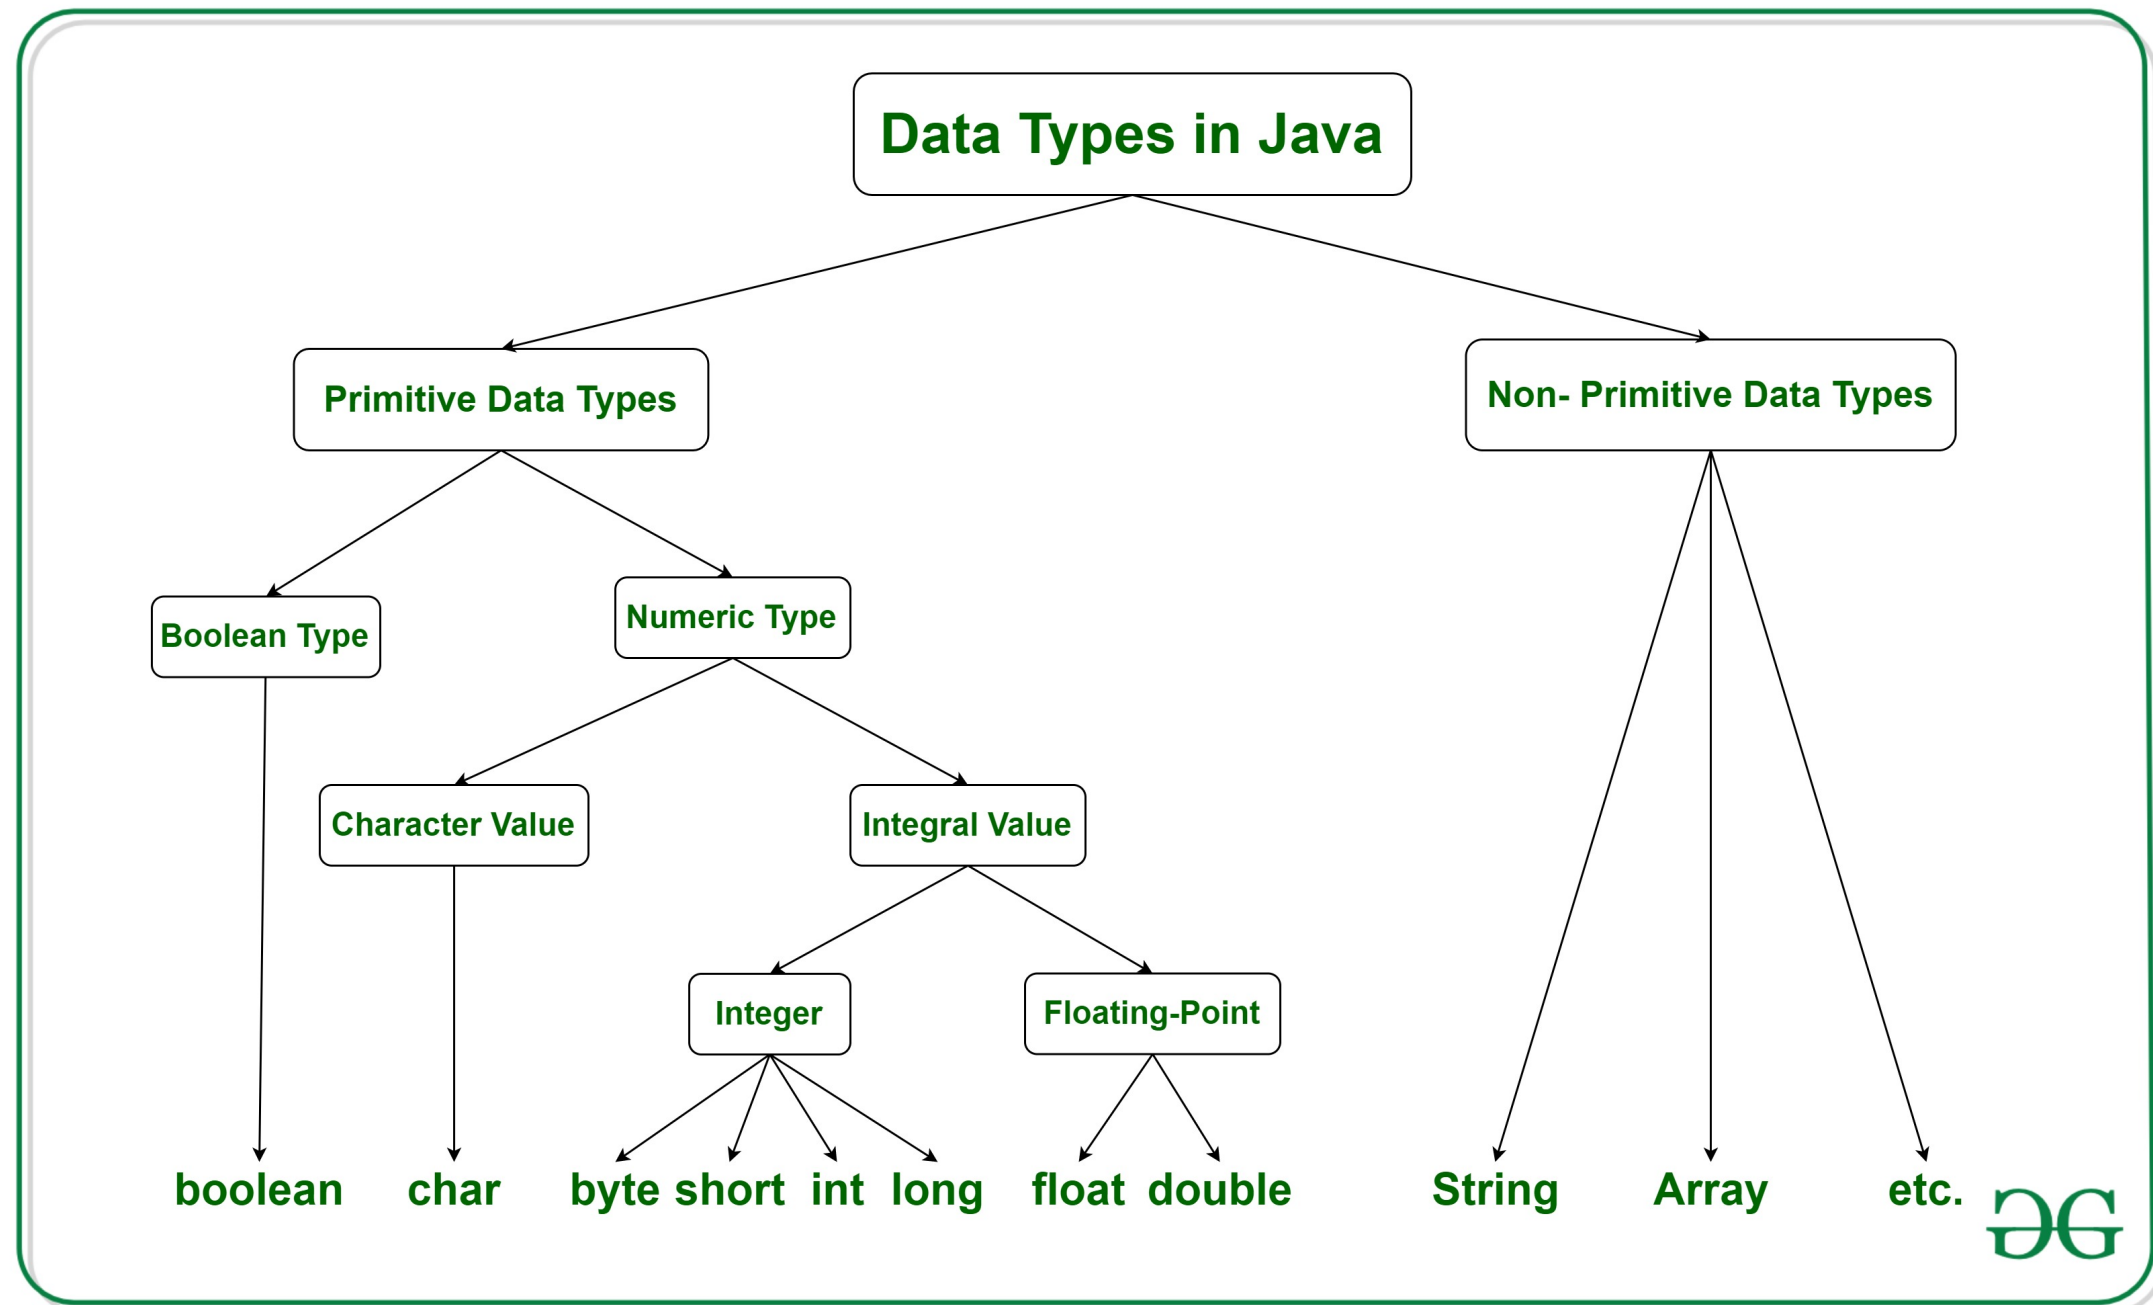 Data Types in Java
Primitive Data Types
Non- Primitive Data Types
Boolean Type
Numeric Type
Character Value
Integral Value
Integer
Floating-Point
boolean
char
byte
short
int
long
float
double
String
Array
etc.